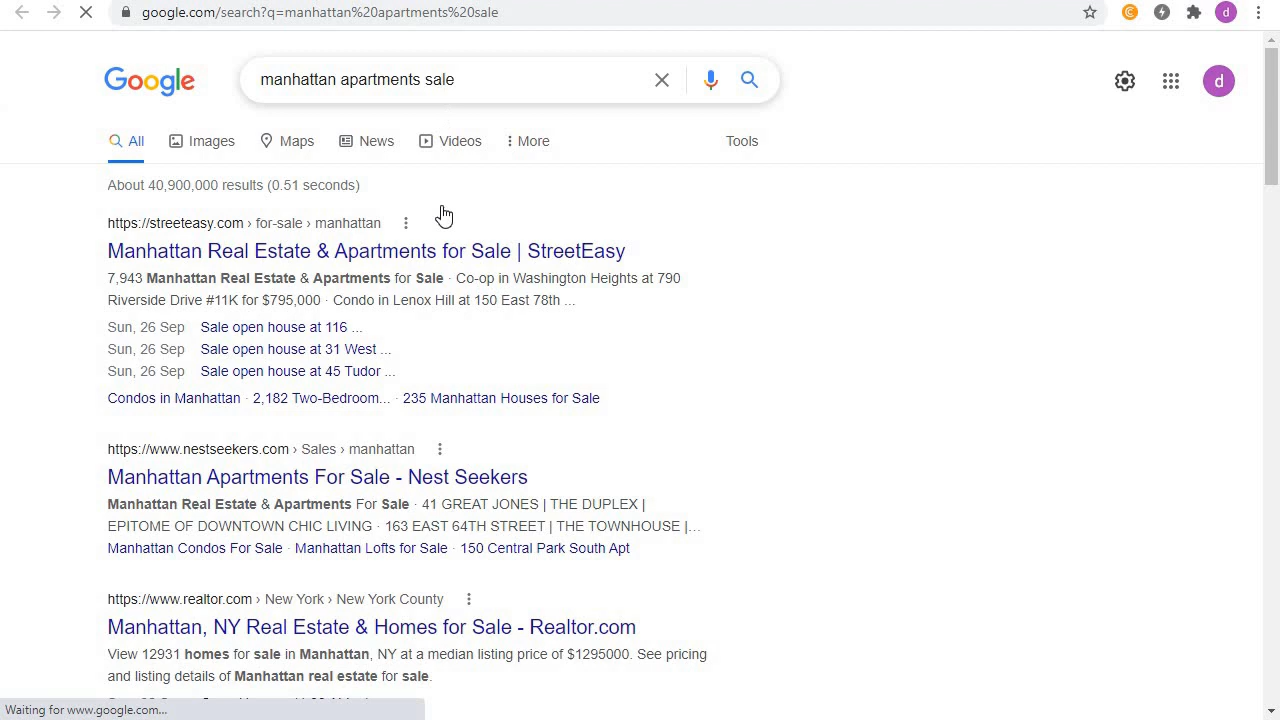 google.com/search?q=manhattan%20apartments%20sale
d
Google
manhattan apartments sale
d
All
Images
Maps
News
Videos
More
Tools
About 40,900,000 results (0.51 seconds)
https://streeteasy.com › for-sale › manhattan
Manhattan Real Estate & Apartments for Sale | StreetEasy
7,943 Manhattan Real Estate & Apartments for Sale · Co-op in Washington Heights at 790
Riverside Drive #11K for $795,000 · Condo in Lenox Hill at 150 East 78th ...
Sun, 26 Sep Sale open house at 116 ...
Sun, 26 Sep Sale open house at 31 West ...
Sun, 26 Sep Sale open house at 45 Tudor ...
Condos in Manhattan · 2,182 Two-Bedroom... · 235 Manhattan Houses for Sale
https://www.nestseekers.com › Sales › manhattan
Manhattan Apartments For Sale - Nest Seekers
Manhattan Real Estate & Apartments For Sale · 41 GREAT JONES | THE DUPLEX |
EPITOME OF DOWNTOWN CHIC LIVING · 163 EAST 64TH STREET | THE TOWNHOUSE |...
Manhattan Condos For Sale · Manhattan Lofts for Sale · 150 Central Park South Apt
https://www.realtor.com › New York › New York County
Manhattan, NY Real Estate & Homes for Sale - Realtor.com
View 12931 homes for sale in Manhattan, NY at a median listing price of $1295000. See pricing
and listing details of Manhattan real estate for sale.
Waiting for www.google.com...